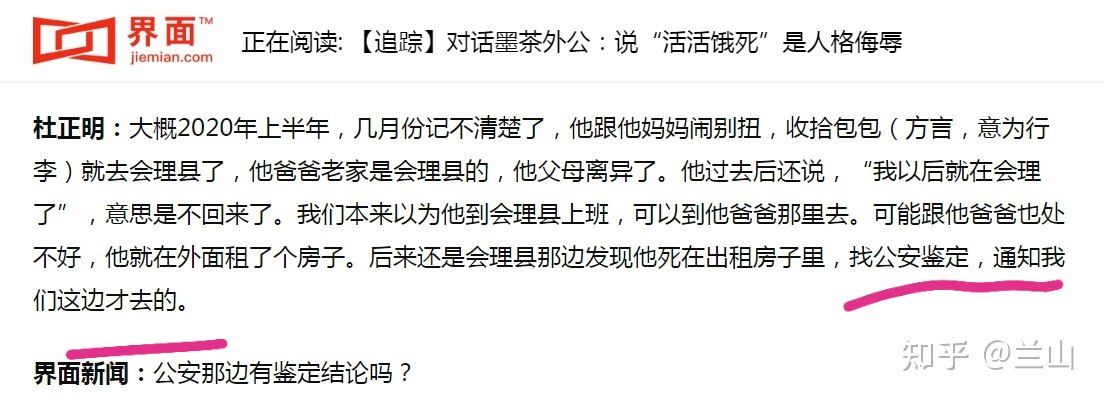 界面™
jiemian.com
正在阅读: 【追踪】对话墨茶外公：说“活活饿死”是人格侮辱
杜正明：大概2020年上半年，几月份记不清楚了，他跟他妈妈闹别扭，收拾包包（方言，意为行
李）就去会理县了，他爸爸老家是会理县的，他父母离异了。他过去后还说，“我以后就在会理
了”，意思是不回来了。我们本来以为他到会理县上班，可以到他爸爸那里去。可能跟他爸爸也处
不好，他就在外面租了个房子。后来还是会理县那边发现他死在出租房子里，找公安鉴定，通知我
们这边才去的。
界面新闻：公安那边有鉴定结论吗？
知乎 @兰山